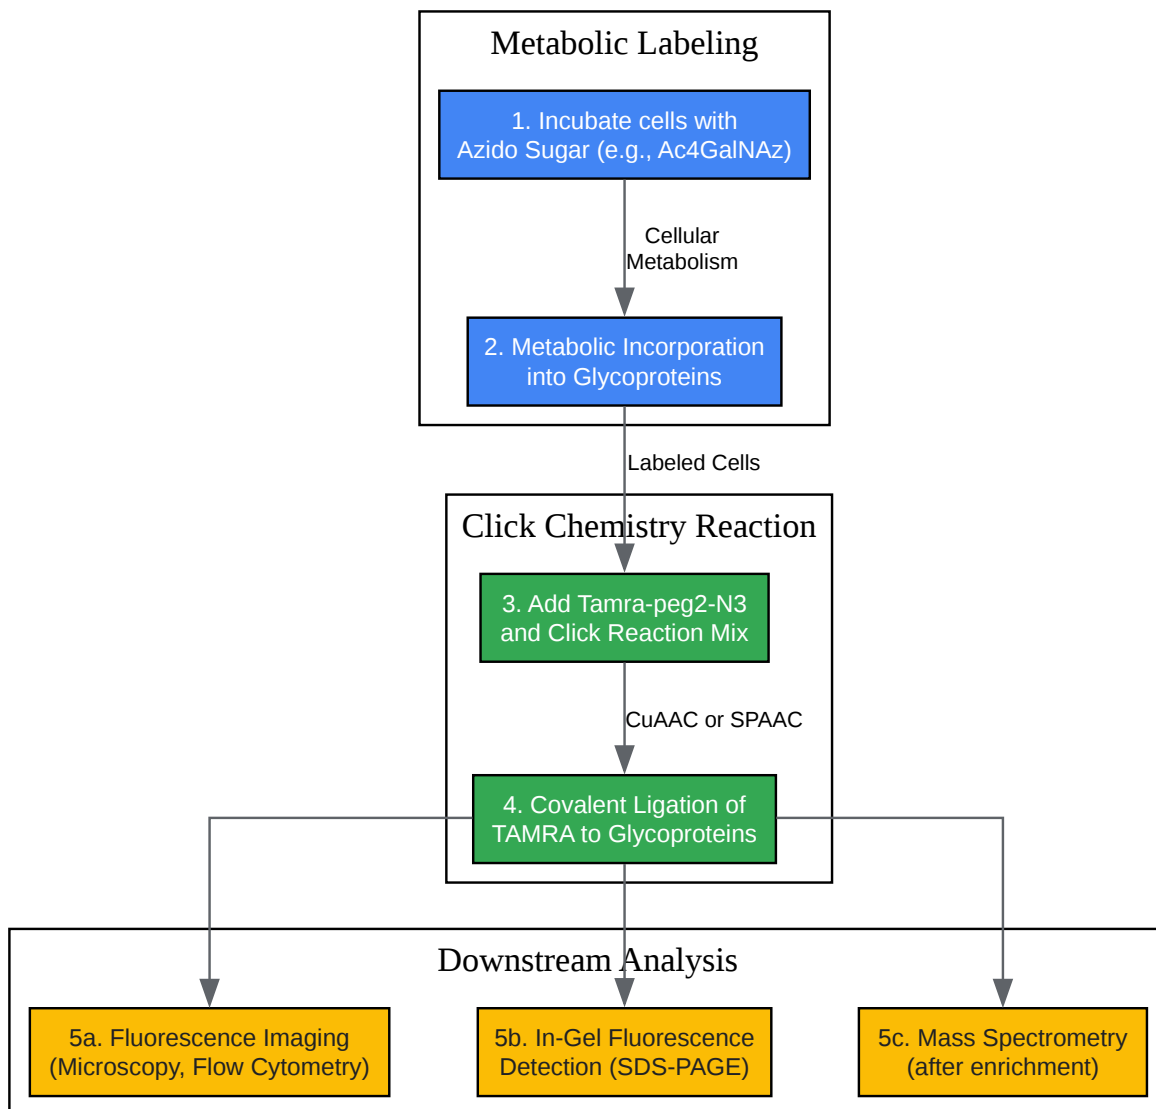 Metabolic Labeling
1. Incubate cells with
Azido Sugar (e.g., Ac4GalNAz)
Cellular
Metabolism
2. Metabolic Incorporation
into Glycoproteins
Labeled Cells
Click Chemistry Reaction
3. Add Tamra-peg2-N3
and Click Reaction Mix
CuAAC or SPAAC
4. Covalent Ligation of
TAMRA to Glycoproteins
Downstream Analysis
5a. Fluorescence Imaging
(Microscopy, Flow Cytometry)
5b. In-Gel Fluorescence
Detection (SDS-PAGE)
5c. Mass Spectrometry
(after enrichment)